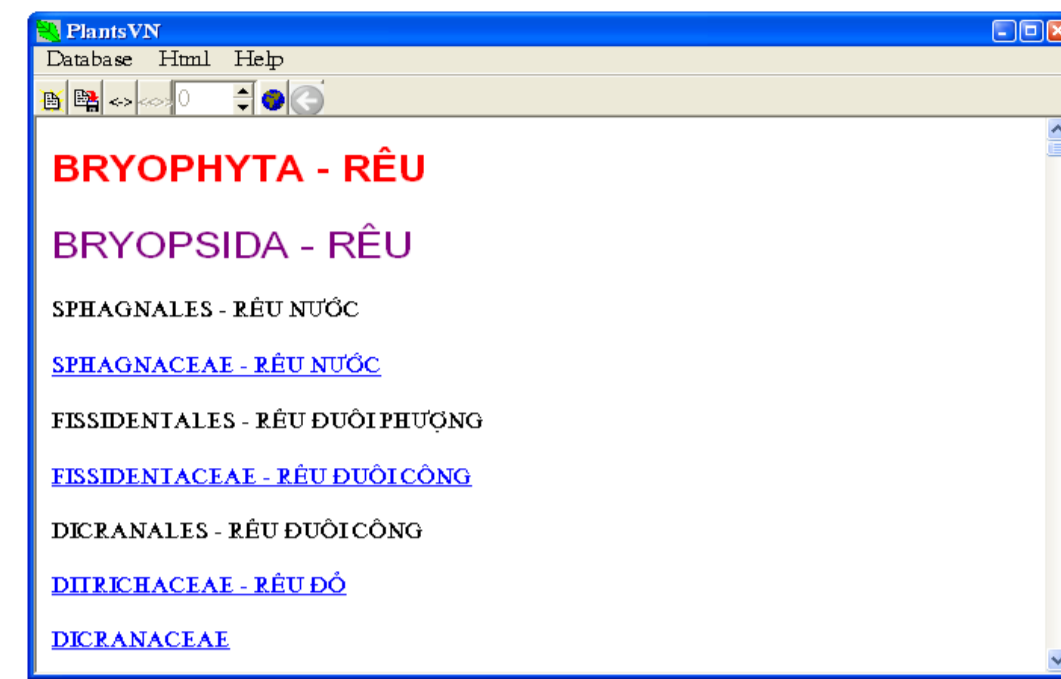 PlantsVN
Database Html Help
<-> <<>> 0
BRYOPHYTA - RÊU
BRYOPSIDA - RÊU
SPHAGNALES - RÊU NƯỚC
SPHAGNACEAE - RÊU NƯỚC
FISSIDENTALES - RÊU ĐUÔI PHƯỢNG
FISSIDENTACEAE - RÊU ĐUÔI CÔNG
DICRANALES - RÊU ĐUÔI CÔNG
DITRICHACEAE - RÊU ĐỎ
DICRANACEAE